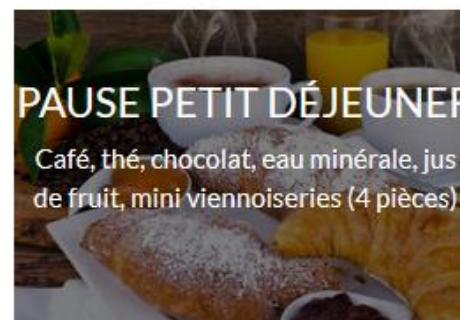 PAUSE PETIT DÉJEUNER
Café, thé, chocolat, eau minérale, jus
de fruit, mini viennoiseries (4 pièces)